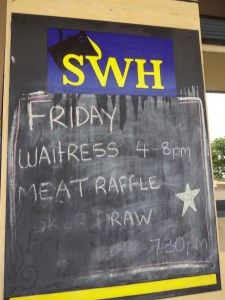 SWH
FRIDAY
WAITRESS 4-8pm
MEAT RAFFLE
DRAW
7:30pm